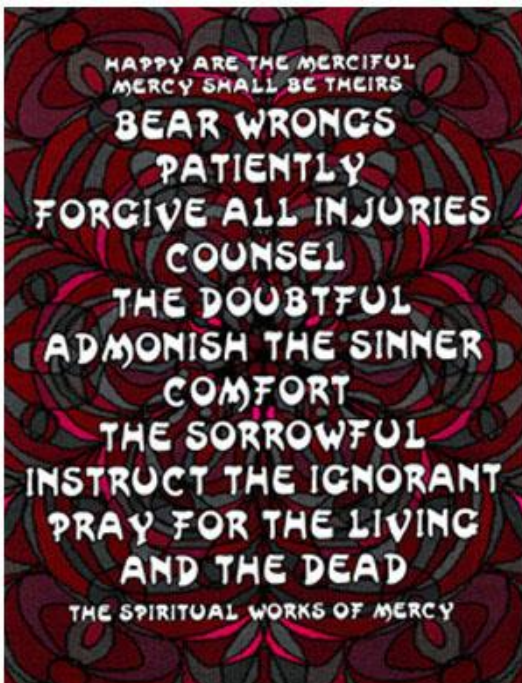 HAPPY ARE THE MERCIFUL
MERCY SHALL BE THEIRS
BEAR WRONGS
PATIENTLY
FORGIVE ALL INJURIES
COUNSEL
THE DOUBTFUL
ADMONISH THE SINNER
COMFORT
THE SORROWFUL
INSTRUCT THE IGNORANT
PRAY FOR THE LIVING
AND THE DEAD
THE SPIRITUAL WORKS OF MERCY